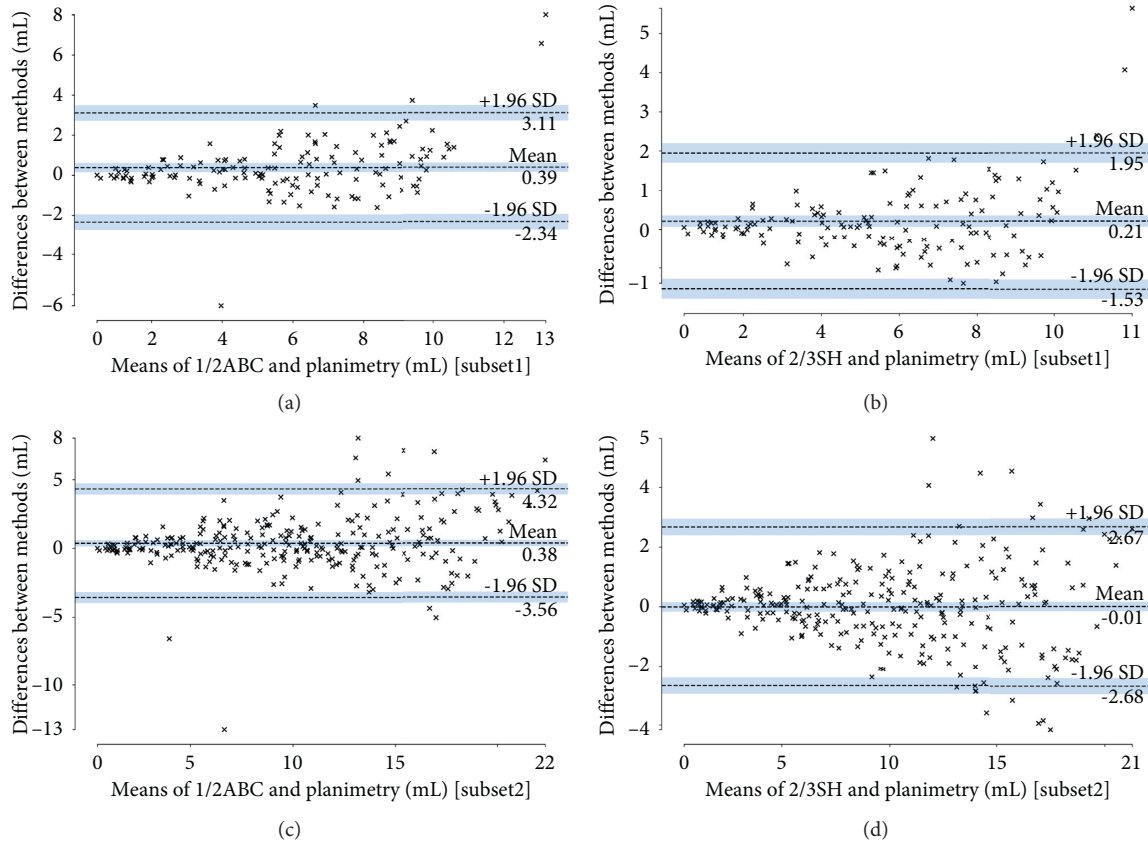 Differences between methods (mL)
8
6
4
2
0
−2
−4
−6
+1.96 SD
3.11
Mean
0.39
-1.96 SD
-2.34
0 2 4 6 8 10 12 13
Means of 1/2ABC and planimetry (mL) [subset1]
(a)
Differences between methods (mL)
5
4
3
2
1
0
−1
+1.96 SD
1.95
Mean
0.21
-1.96 SD
-1.53
0 2 4 6 8 10 11
Means of 2/3SH and planimetry (mL) [subset1]
(b)
Differences between methods (mL)
8
5
0
−5
−10
−13
+1.96 SD
4.32
Mean
0.38
-1.96 SD
-3.56
0 5 10 15 22
Means of 1/2ABC and planimetry (mL) [subset2]
(c)
Differences between methods (mL)
5
4
2
0
−2
−4
+1.96 SD
2.67
Mean
-0.01
-1.96 SD
-2.68
0 5 10 15 20 21
Means of 2/3SH and planimetry (mL) [subset2]
(d)